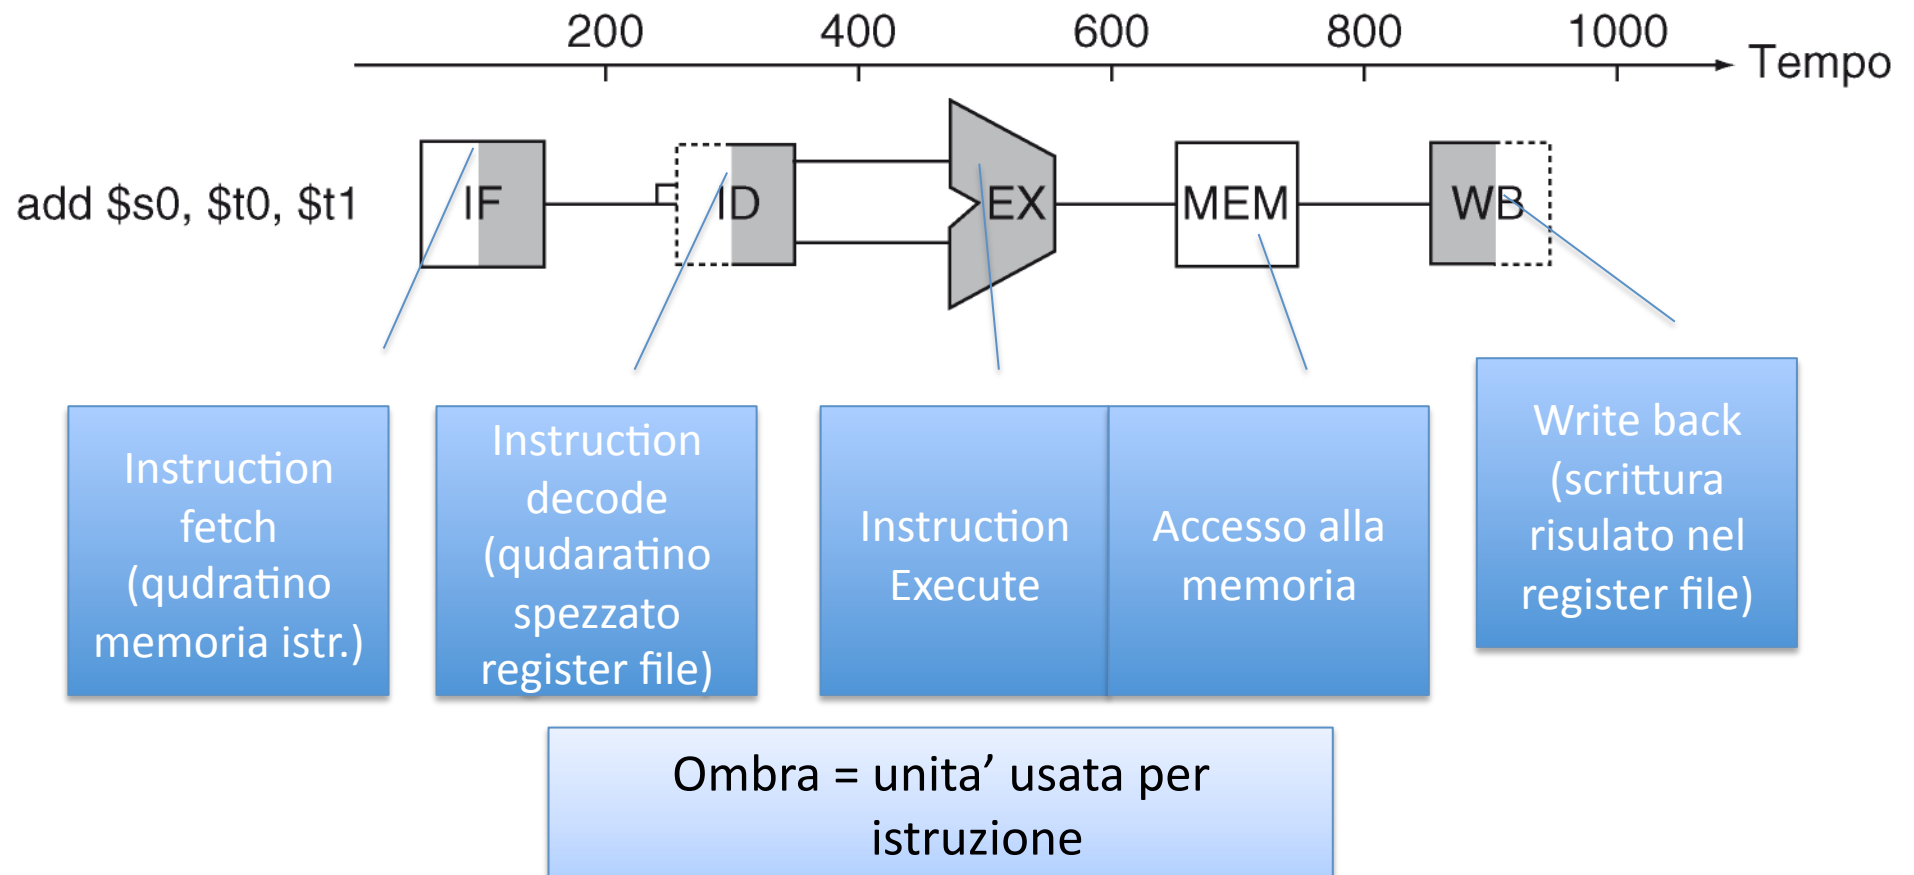 200 400 600 800 1000
Tempo
add $s0, $t0, $t1
IF
ID
EX
MEM
WB
Instruction
fetch
(qudratino
memoria istr.)
Instruction
decode
(qudaratino
spezzato
register file)
Instruction
Execute
Accesso alla
memoria
Write back
(scrittura
risulato nel
register file)
Ombra = unita’ usata per
istruzione